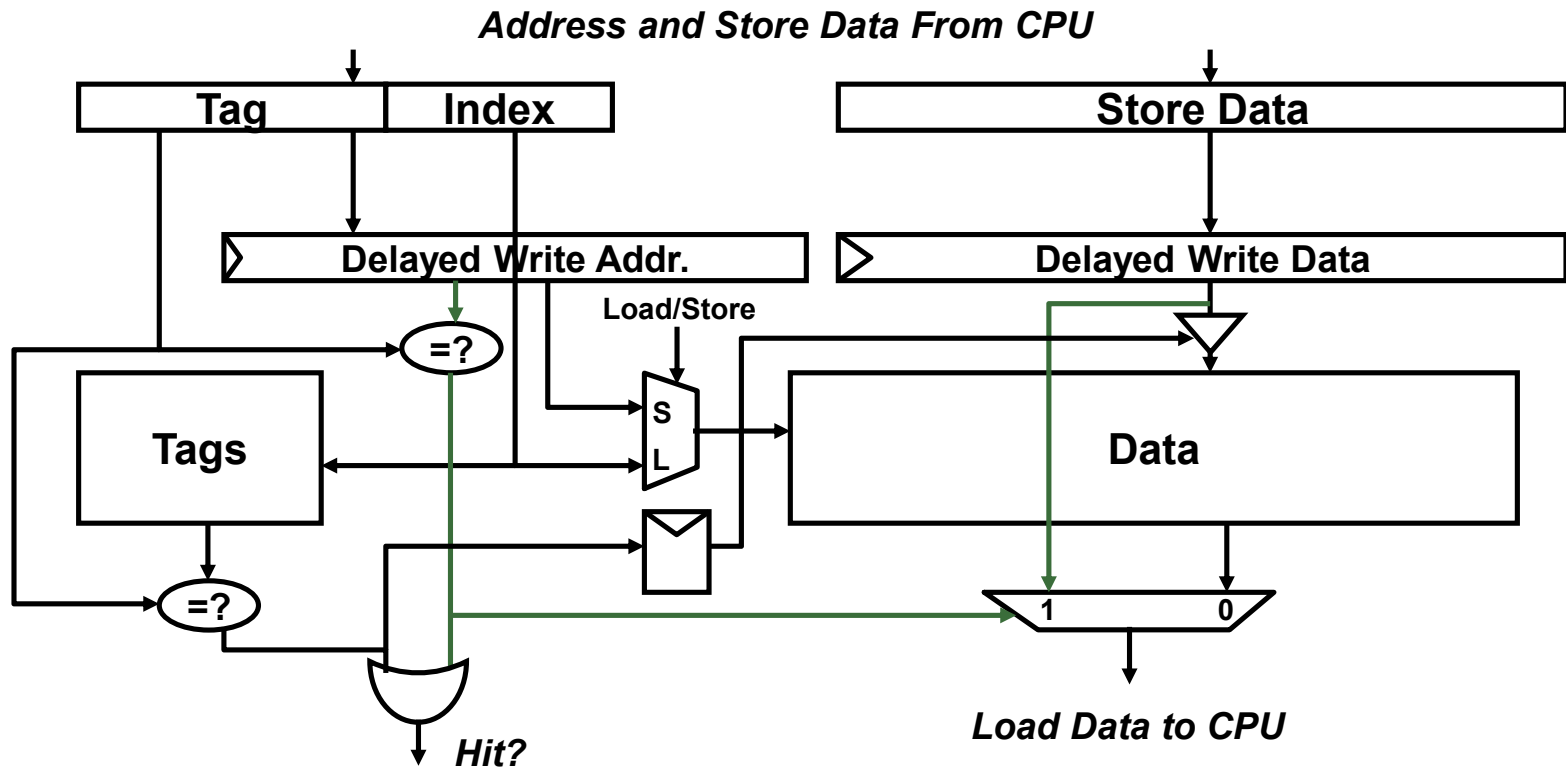 Address and Store Data From CPU
Tag Index Store Data
Delayed Write Addr. Delayed Write Data
Load/Store
=?
S
Tags L Data
=?
1 0
Load Data to CPU
Hit?